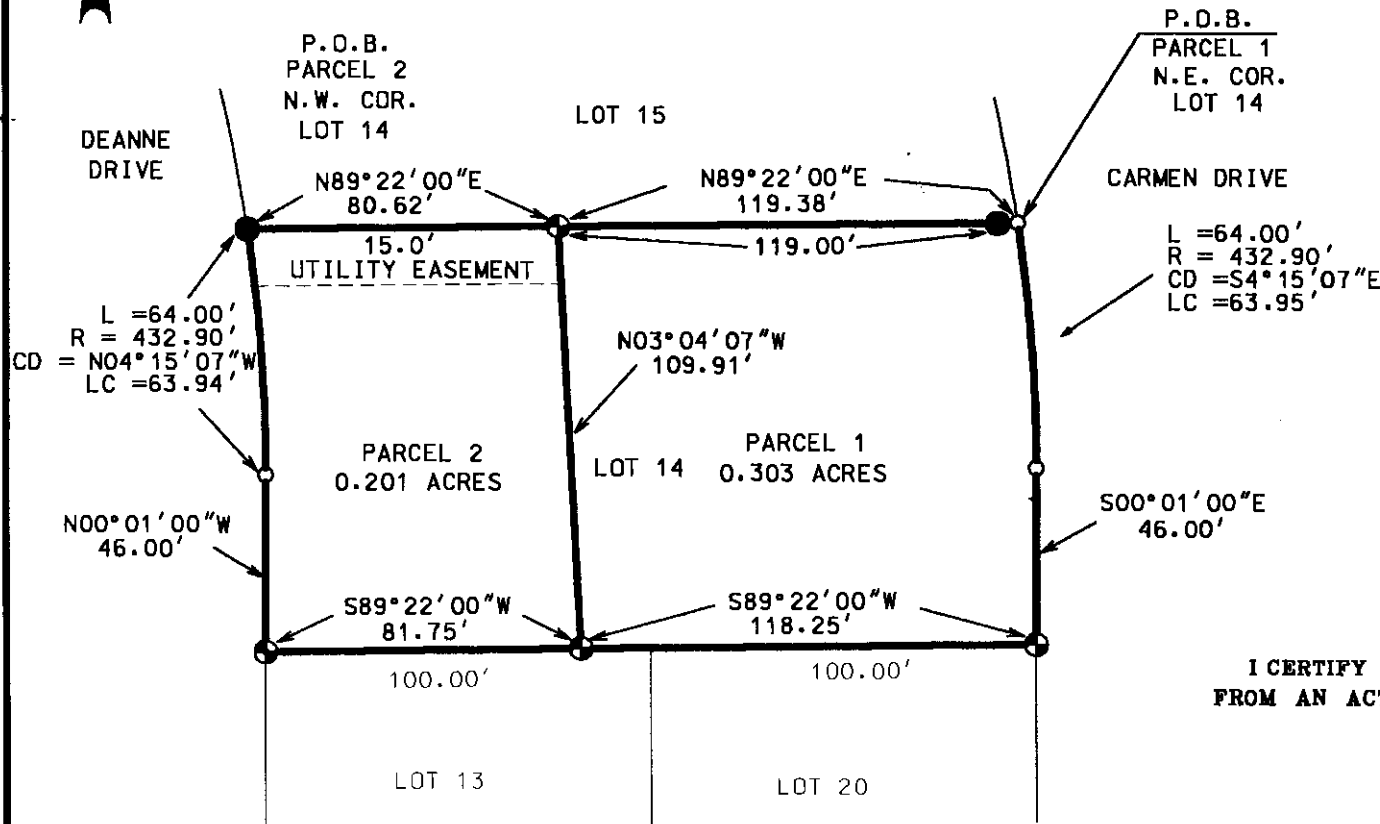 P.O.B.
PARCEL 2
N.W. COR.
LOT 14
P.O.B.
PARCEL 1
N.E. COR.
LOT 14
LOT 15
DEANNE
DRIVE
CARMEN DRIVE
N89°22'00"E
80.62'
N89°22'00"E
119.38'
15.0'
UTILITY EASEMENT
119.00'
L =64.00'
R = 432.90'
CD =S4°15'07"E
LC =63.95'
L =64.00'
R = 432.90'
CD = N04°15'07"W
LC =63.94'
N03°04'07"W
109.91'
PARCEL 2
0.201 ACRES
LOT 14
PARCEL 1
0.303 ACRES
N00°01'00"W
46.00'
S00°01'00"E
46.00'
S89°22'00"W
81.75'
S89°22'00"W
118.25'
100.00'
100.00'
I CERTIFY
FROM AN AC
LOT 13
LOT 20